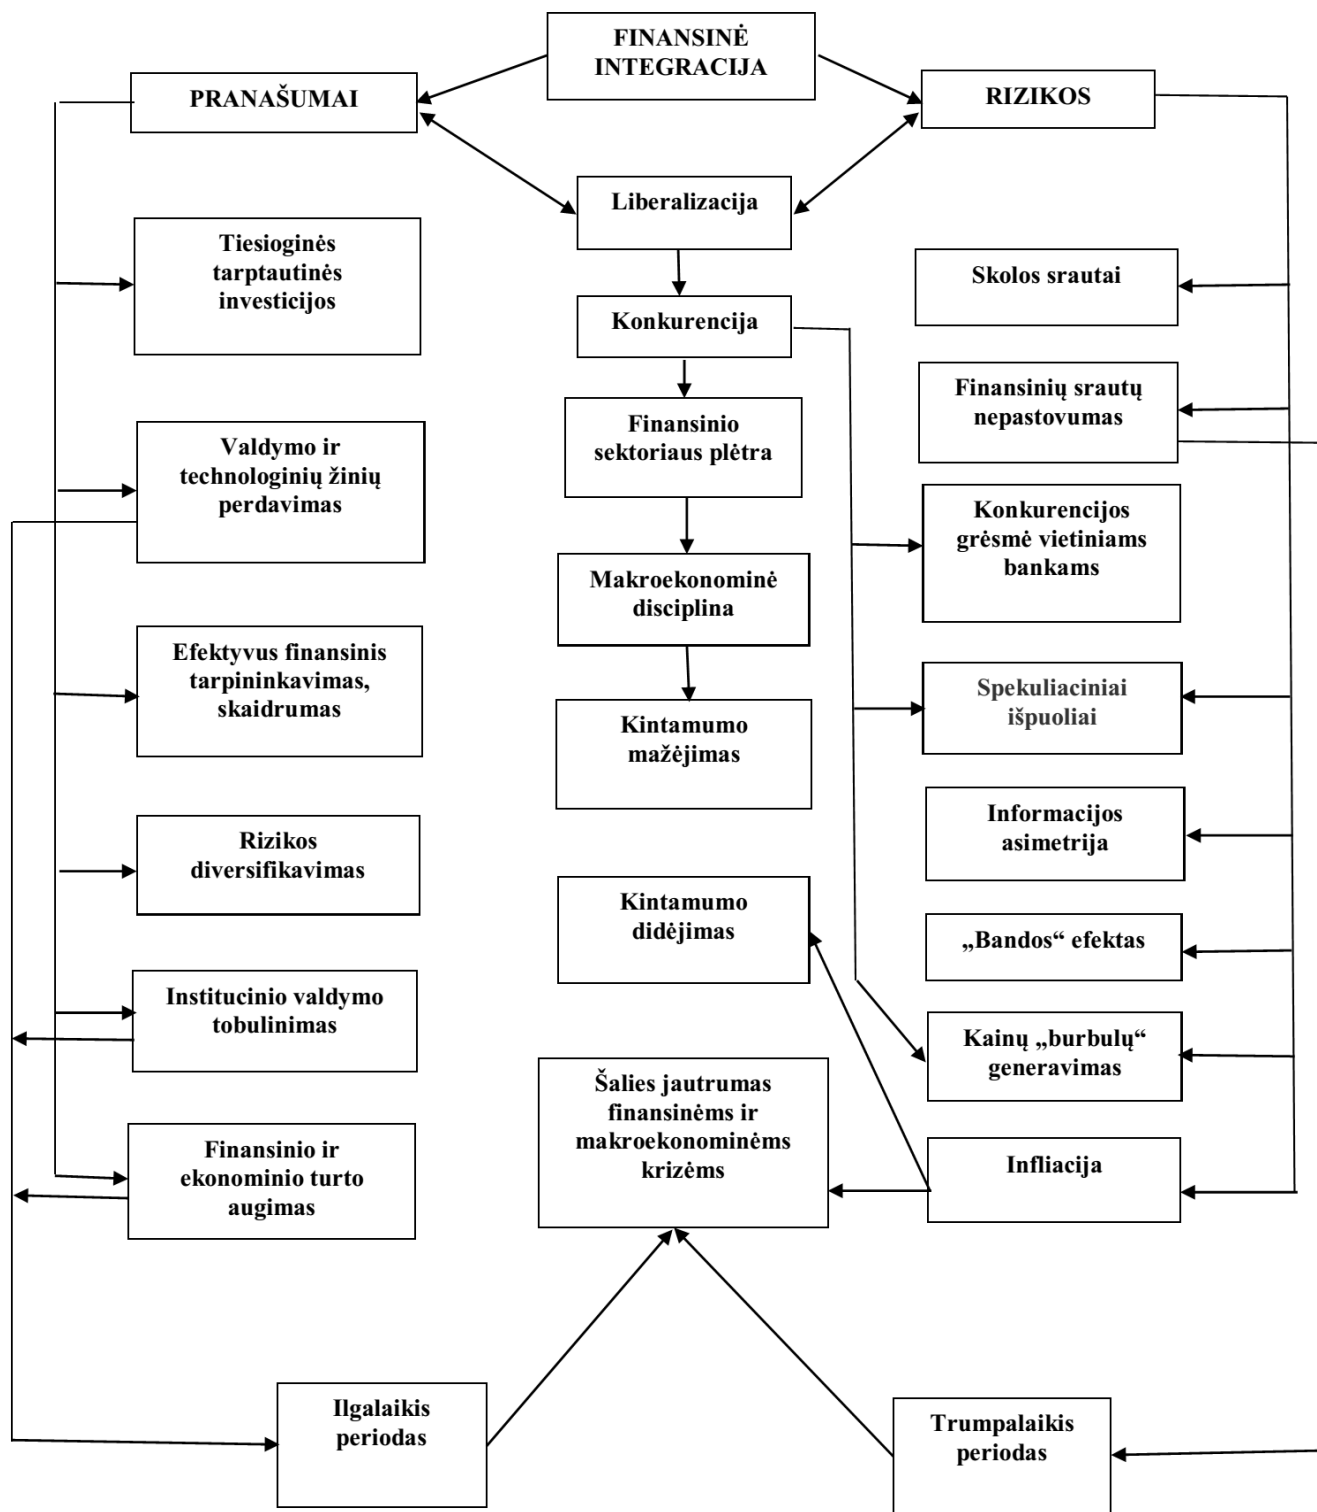 FINANSINĖ
INTEGRACIJA
PRANAŠUMAI
RIZIKOS
Liberalizacija
Tiesioginės
tarptautinės
investicijos
Skolos srautai
Konkurencija
Finansinių srautų
nepastovumas
Finansinio
sektoriaus plėtra
Valdymo ir
technologinių žinių
perdavimas
Konkurencijos
grėsmė vietiniams
bankams
Makroekonominė
disciplina
Efektyvus finansinis
tarpininkavimas,
skaidrumas
Spekuliaciniai
išpuoliai
Kintamumo
mažėjimas
Informacijos
asimetrija
Rizikos
diversifikavimas
Kintamumo
didėjimas
„Bandos“ efektas
Institucinio valdymo
tobulinimas
Kainų „burbulų“
generavimas
Šalies jautrumas
finansinėms ir
makroekonominėms
krizėms
Finansinio ir
ekonominio turto
augimas
Infliacija
Ilgalaikis
periodas
Trumpalaikis
periodas